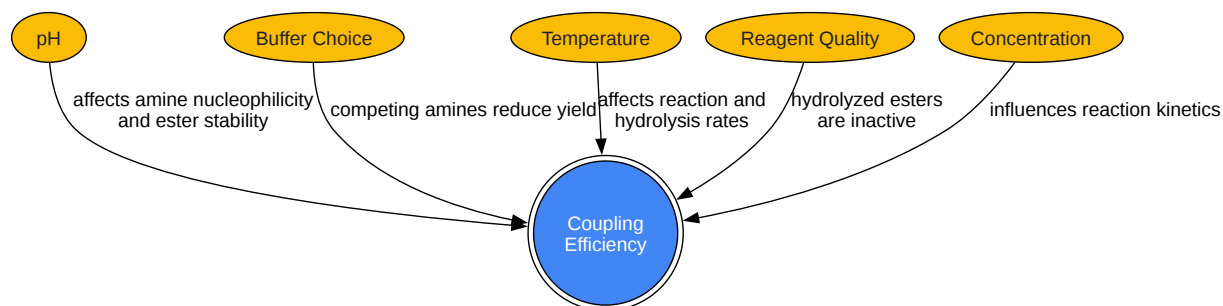 pH
Buffer Choice
Temperature
Reagent Quality
Concentration
affects amine nucleophilicity
and ester stability
competing amines reduce yield
affects reaction and
hydrolysis rates
hydrolyzed esters
are inactive
influences reaction kinetics
Coupling
Efficiency